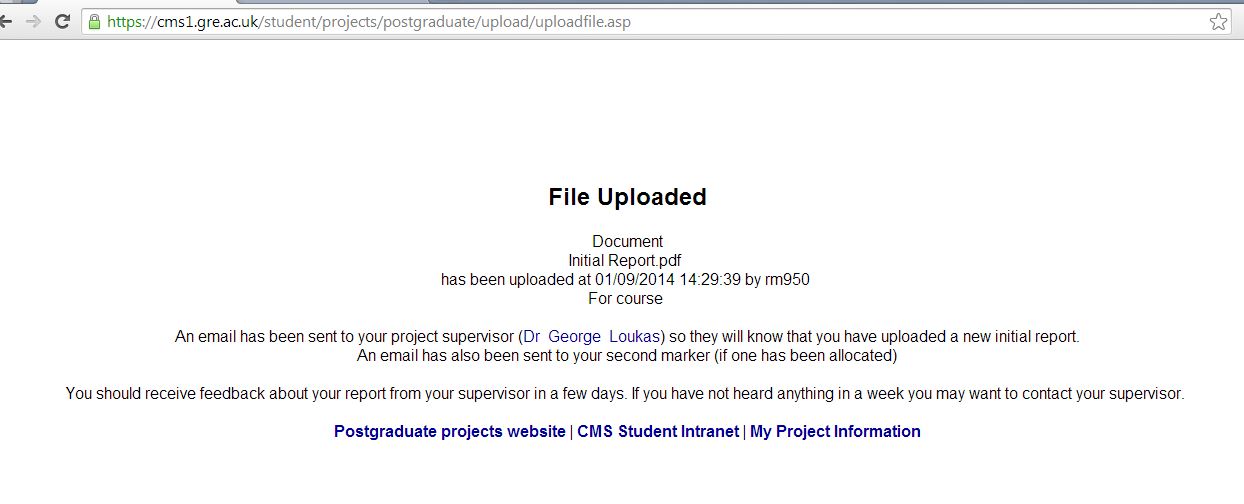 https://cms1.gre.ac.uk/student/projects/postgraduate/upload/uploadfile.asp
File Uploaded
Document
Initial Report.pdf
has been uploaded at 01/09/2014 14:29:39 by rm950
For course
An email has been sent to your project supervisor (Dr George Loukas) so they will know that you have uploaded a new initial report.
An email has also been sent to your second marker (if one has been allocated)
You should receive feedback about your report from your supervisor in a few days. If you have not heard anything in a week you may want to contact your supervisor.
Postgraduate projects website | CMS Student Intranet | My Project Information